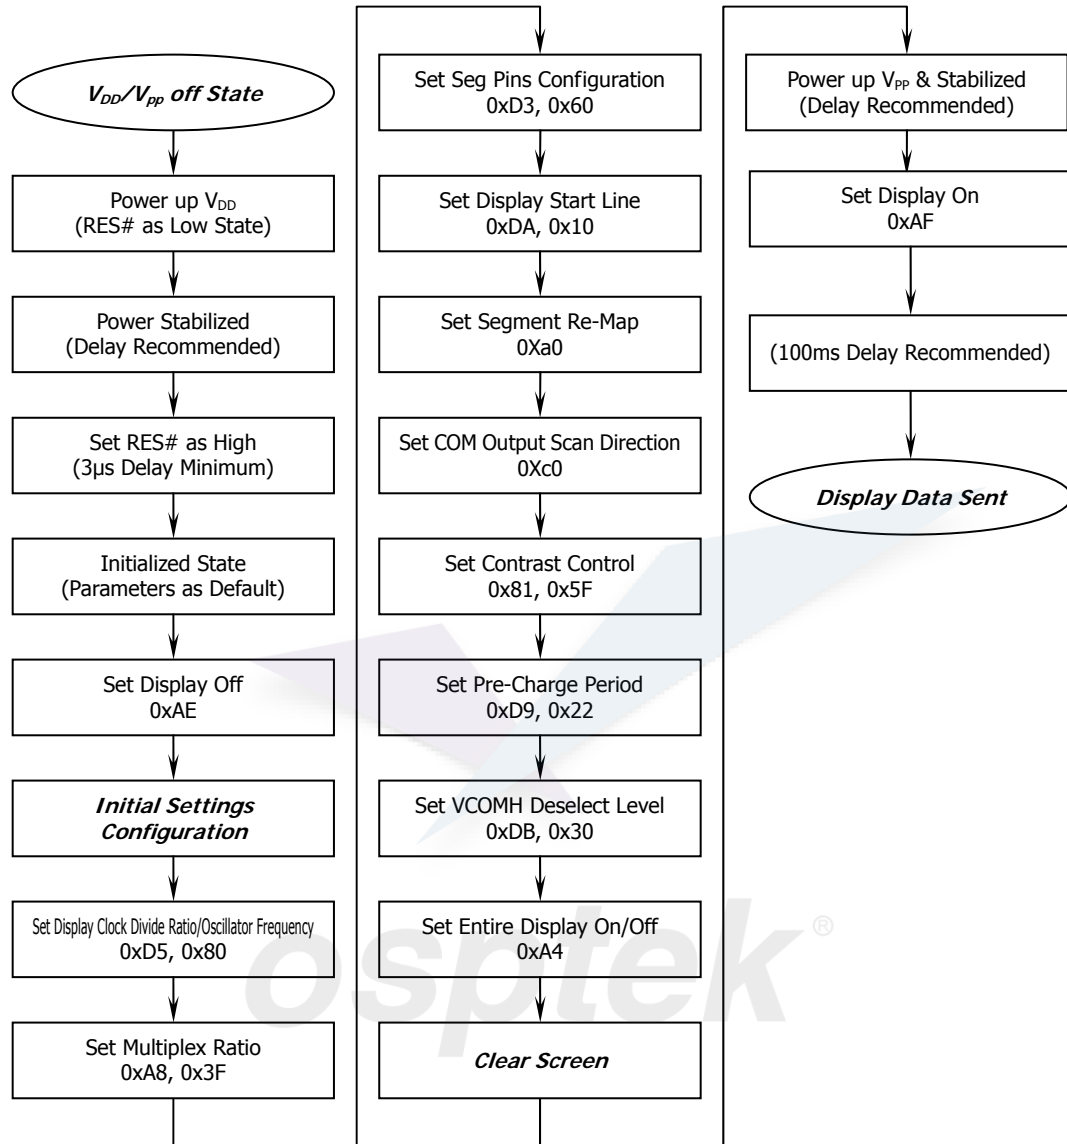 V_DD/V_pp off State
Power up V_DD
(RES# as Low State)
Power Stabilized
(Delay Recommended)
Set RES# as High
(3μs Delay Minimum)
Initialized State
(Parameters as Default)
Set Display Off
0xAE
Initial Settings
Configuration
Set Display Clock Divide Ratio/Oscillator Frequency
0xD5, 0x80
Set Multiplex Ratio
0xA8, 0x3F
Set Seg Pins Configuration
0xD3, 0x60
Set Display Start Line
0xDA, 0x10
Set Segment Re-Map
0Xa0
Set COM Output Scan Direction
0Xc0
Set Contrast Control
0x81, 0x5F
Set Pre-Charge Period
0xD9, 0x22
Set VCOMH Deselect Level
0xDB, 0x30
Set Entire Display On/Off
0xA4
Clear Screen
Power up V_PP & Stabilized
(Delay Recommended)
Set Display On
0xAF
(100ms Delay Recommended)
Display Data Sent
osptek®